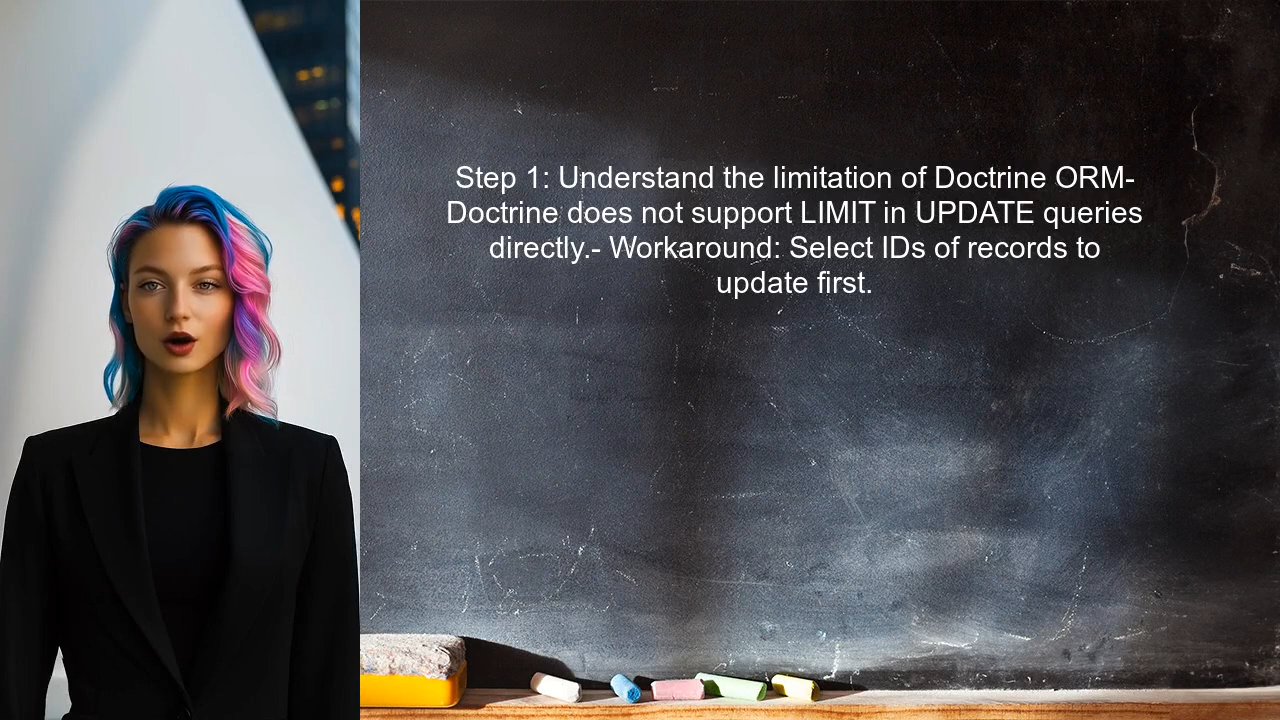 Step 1: Understand the limitation of Doctrine ORM-
Doctrine does not support LIMIT in UPDATE queries
directly.- Workaround: Select IDs of records to
update first.